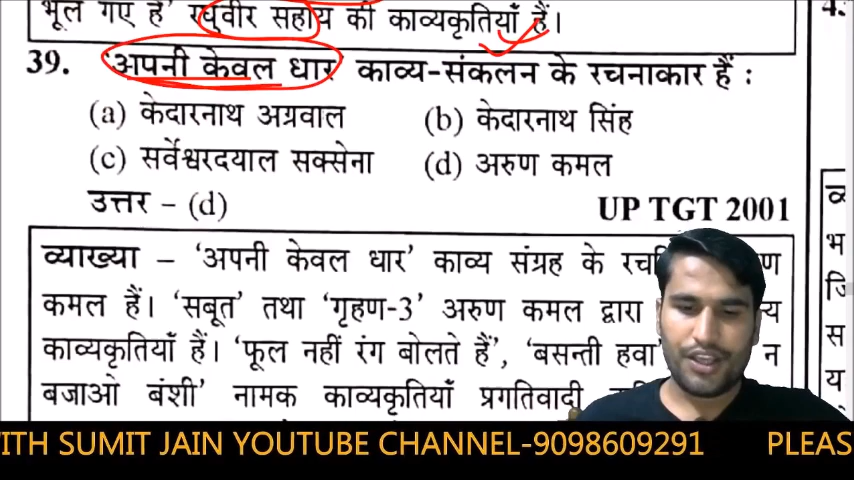 भूल गए हैं' रघुवीर सहाय की काव्यकृतियाँ हैं।
39. 'अपनी केवल धार' काव्य-संकलन के रचनाकार हैं :
(a) केदारनाथ अग्रवाल (b) केदारनाथ सिंह
(c) सर्वेश्वरदयाल सक्सेना (d) अरुण कमल
उत्तर – (d) UP TGT 2001
व्याख्या – 'अपनी केवल धार' काव्य संग्रह के
कमल हैं। 'सबूत' तथा 'गृहण-3' अरुण कमल द्वारा
काव्यकृतियाँ हैं। 'फूल नहीं रंग बोलते हैं', 'बसन्ती हवा' न
बजाओ बंशी' नामक काव्यकृतियाँ प्रगतिवादी
WITH SUMIT JAIN YOUTUBE CHANNEL-9098609291 PLEAS